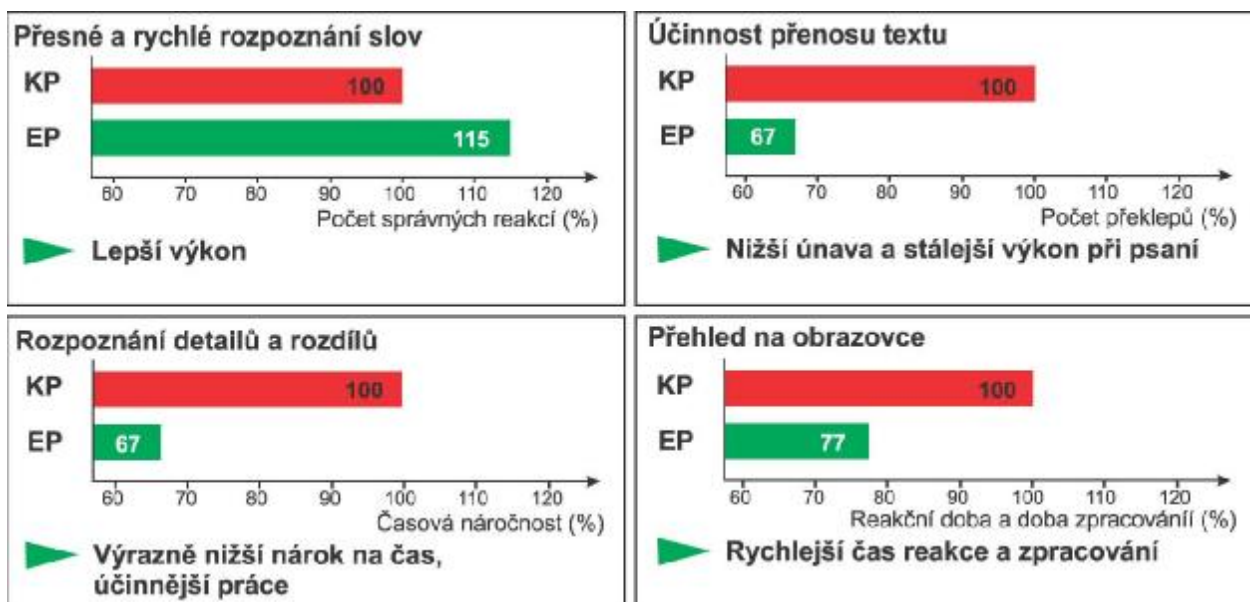 Přesné a rychlé rozpoznání slov
KP
100
EP
115
60 70 80 90 100 110 120
Počet správných reakcí (%)
Lepší výkon
Účinnost přenosu textu
KP
100
EP
67
60 70 80 90 100 110 120
Počet překlepů (%)
Nižší únava a stálejší výkon při psaní
Rozpoznání detailů a rozdílů
KP
100
EP
67
60 70 80 90 100 110 120
Časová náročnost (%)
Výrazně nižší nárok na čas,
účinnější práce
Přehled na obrazovce
KP
100
EP
77
60 70 80 90 100 110 120
Reakční doba a doba zpracováníí (%)
Rychlejší čas reakce a zpracování